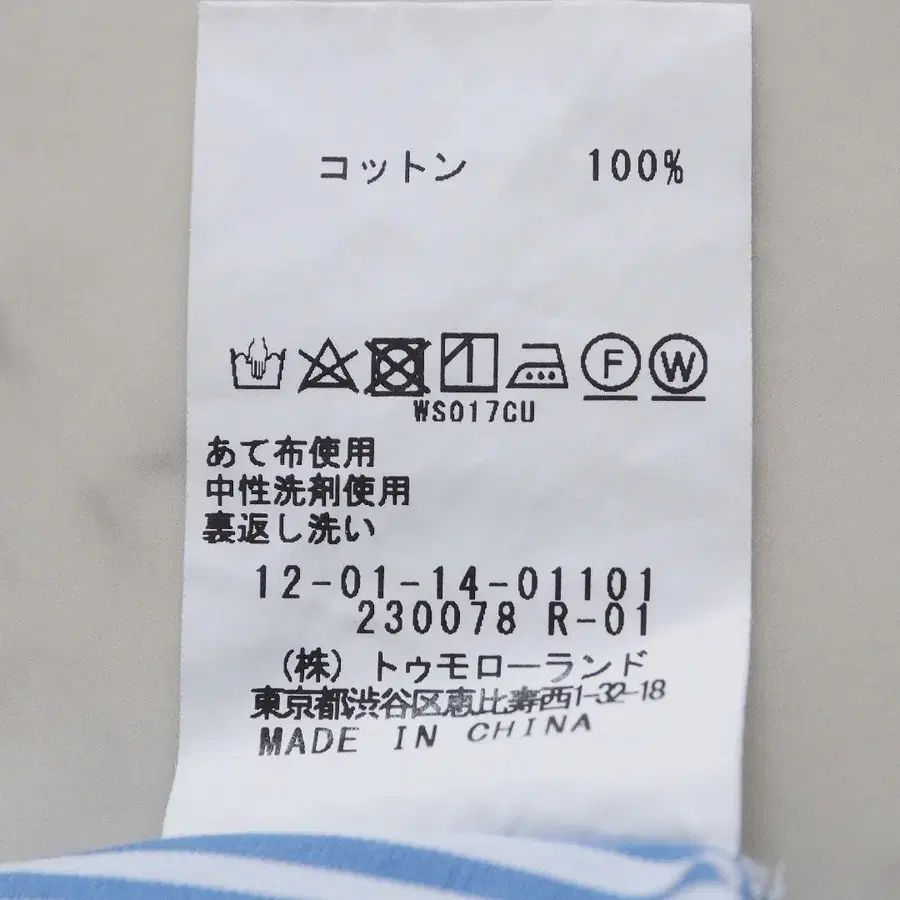 コットン 100%
F W
WS017CU
あて布使用
中性洗剤使用
裏返し洗い
12-01-14-01101
230078 R-01
(株) トゥモローランド
東京都渋谷区恵比寿西1-32-18
MADE IN CHINA